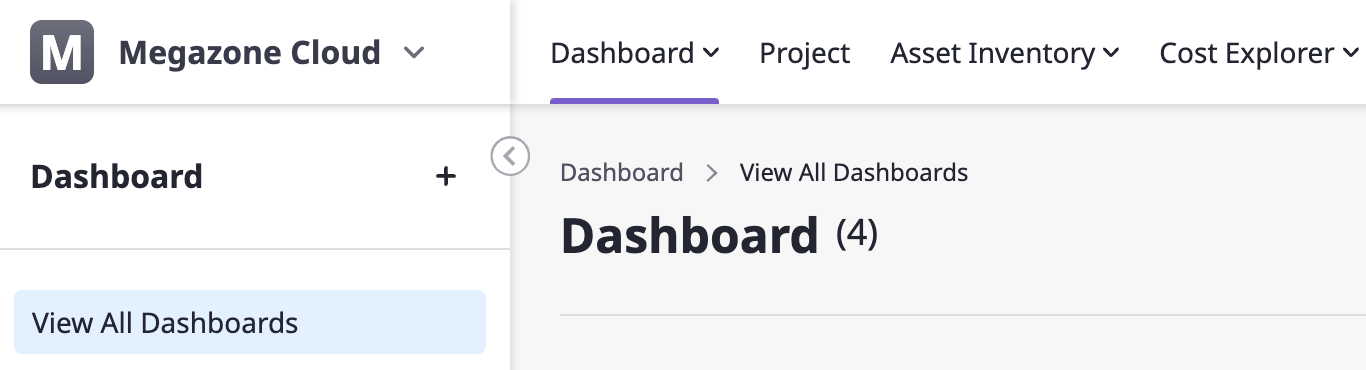 M Megazone Cloud
Dashboard Project Asset Inventory Cost Explorer
Dashboard +
View All Dashboards
Dashboard > View All Dashboards
Dashboard (4)